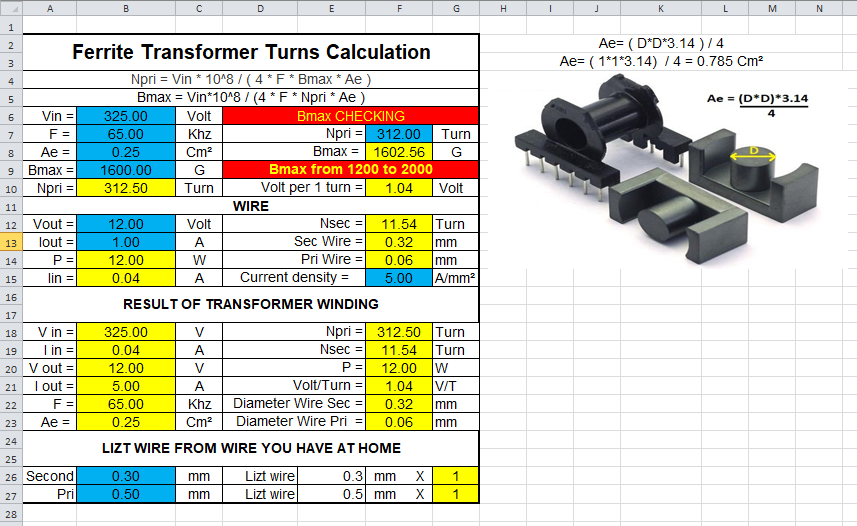 A B C D E F G H I J K L M N
1
2 Ferrite Transformer Turns Calculation Ae= ( D*D*3.14 ) / 4
3 Ae= ( 1*1*3.14) / 4 = 0.785 Cm²
4 Npri = Vin * 10^8 / ( 4 * F * Bmax * Ae )
5 Bmax = Vin*10^8 / (4 * F * Npri * Ae )
Ae = (D*D)*3.14
4
D
6 Vin = 325.00 Volt Bmax CHECKING
7 F = 65.00 Khz Npri = 312.00 Turn
8 Ae = 0.25 Cm² Bmax = 1602.56 G
9 Bmax = 1600.00 G Bmax from 1200 to 2000
10 Npri = 312.50 Turn Volt per 1 turn = 1.04 Volt
11 WIRE
12 Vout = 12.00 Volt Nsec = 11.54 Turn
13 Iout = 1.00 A Sec Wire = 0.32 mm
14 P = 12.00 W Pri Wire = 0.06 mm
15 Iin = 0.04 A Current density = 5.00 A/mm²
16
17 RESULT OF TRANSFORMER WINDING
18 V in = 325.00 V Npri = 312.50 Turn
19 I in = 0.04 A Nsec = 11.54 Turn
20 V out = 12.00 V P = 12.00 W
21 I out = 5.00 A Volt/Turn = 1.04 V/T
22 F = 65.00 Khz Diameter Wire Sec = 0.32 mm
23 Ae = 0.25 Cm² Diameter Wire Pri = 0.06 mm
24
25 LIZT WIRE FROM WIRE YOU HAVE AT HOME
26 Second 0.30 mm Lizt wire 0.3 mm X 1
27 Pri 0.50 mm Lizt wire 0.5 mm X 1
28